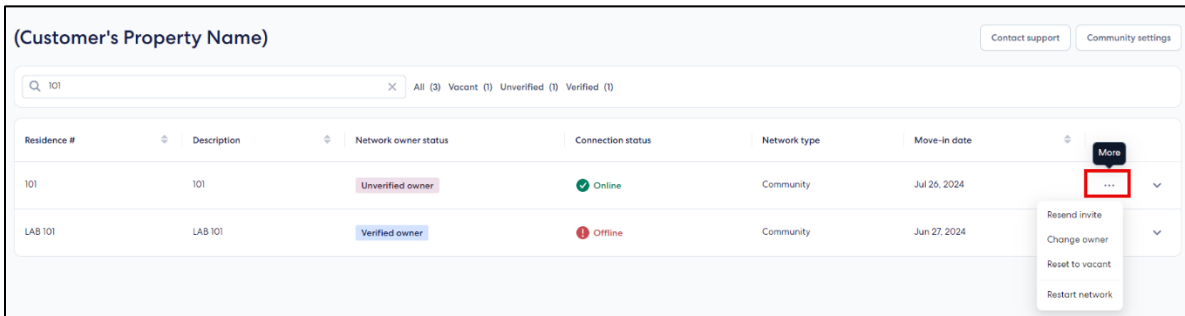 (Customer's Property Name)
Contact support
Community settings
101
All (3) Vacant (1) Unverified (1) Verified (1)
Residence # Description Network owner status Connection status Network type Move-in date
More
101 101 Unverified owner Online Community Jul 26, 2024 ...
Resend invite
LAB 101 LAB 101 Verified owner Offline Community Jun 27, 2024
Change owner
Reset to vacant
Restart network